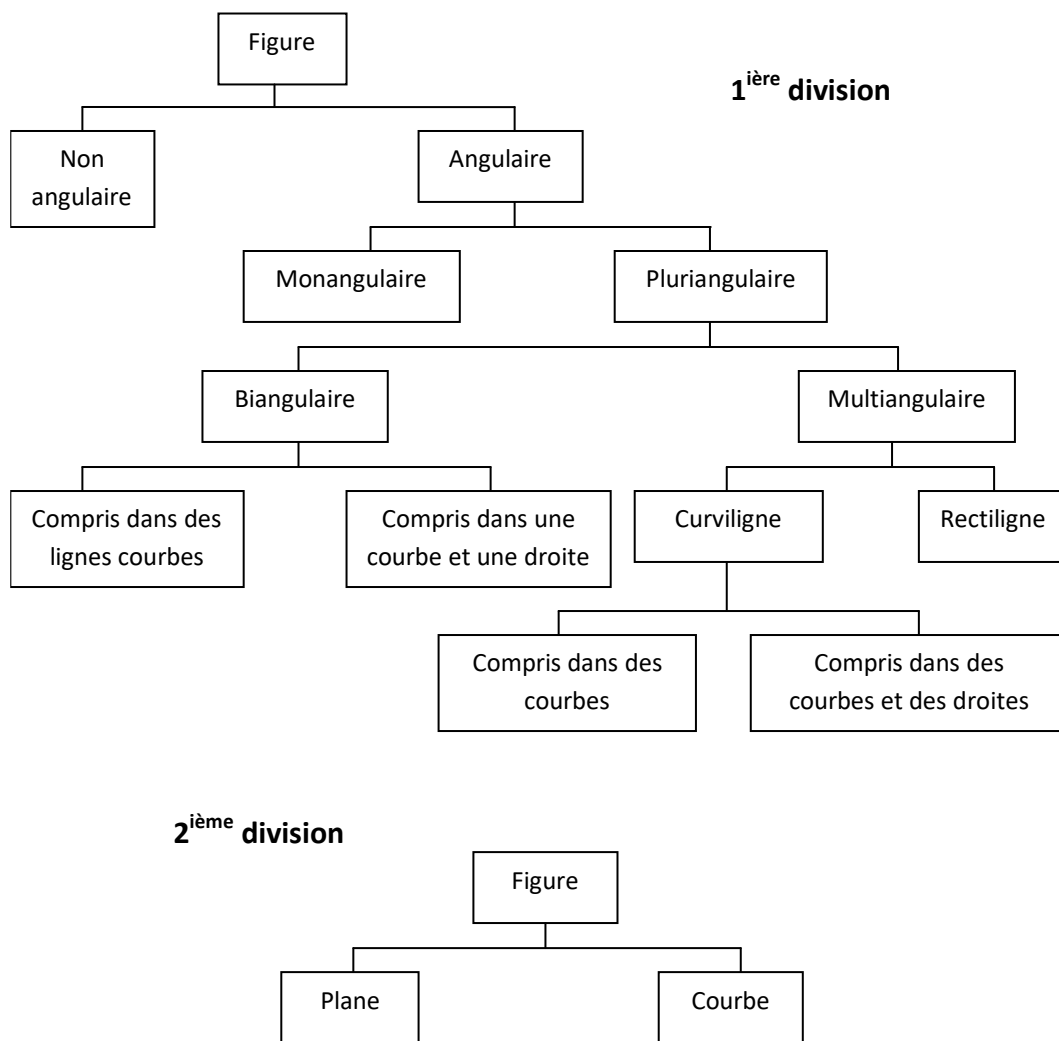 Figure
1ière division
Non
angulaire
Angulaire
Monangulaire
Pluriangulaire
Biangulaire
Multiangulaire
Compris dans des
lignes courbes
Compris dans une
courbe et une droite
Curviligne
Rectiligne
Compris dans des
courbes
Compris dans des
courbes et des droites
2ième division
Figure
Plane
Courbe